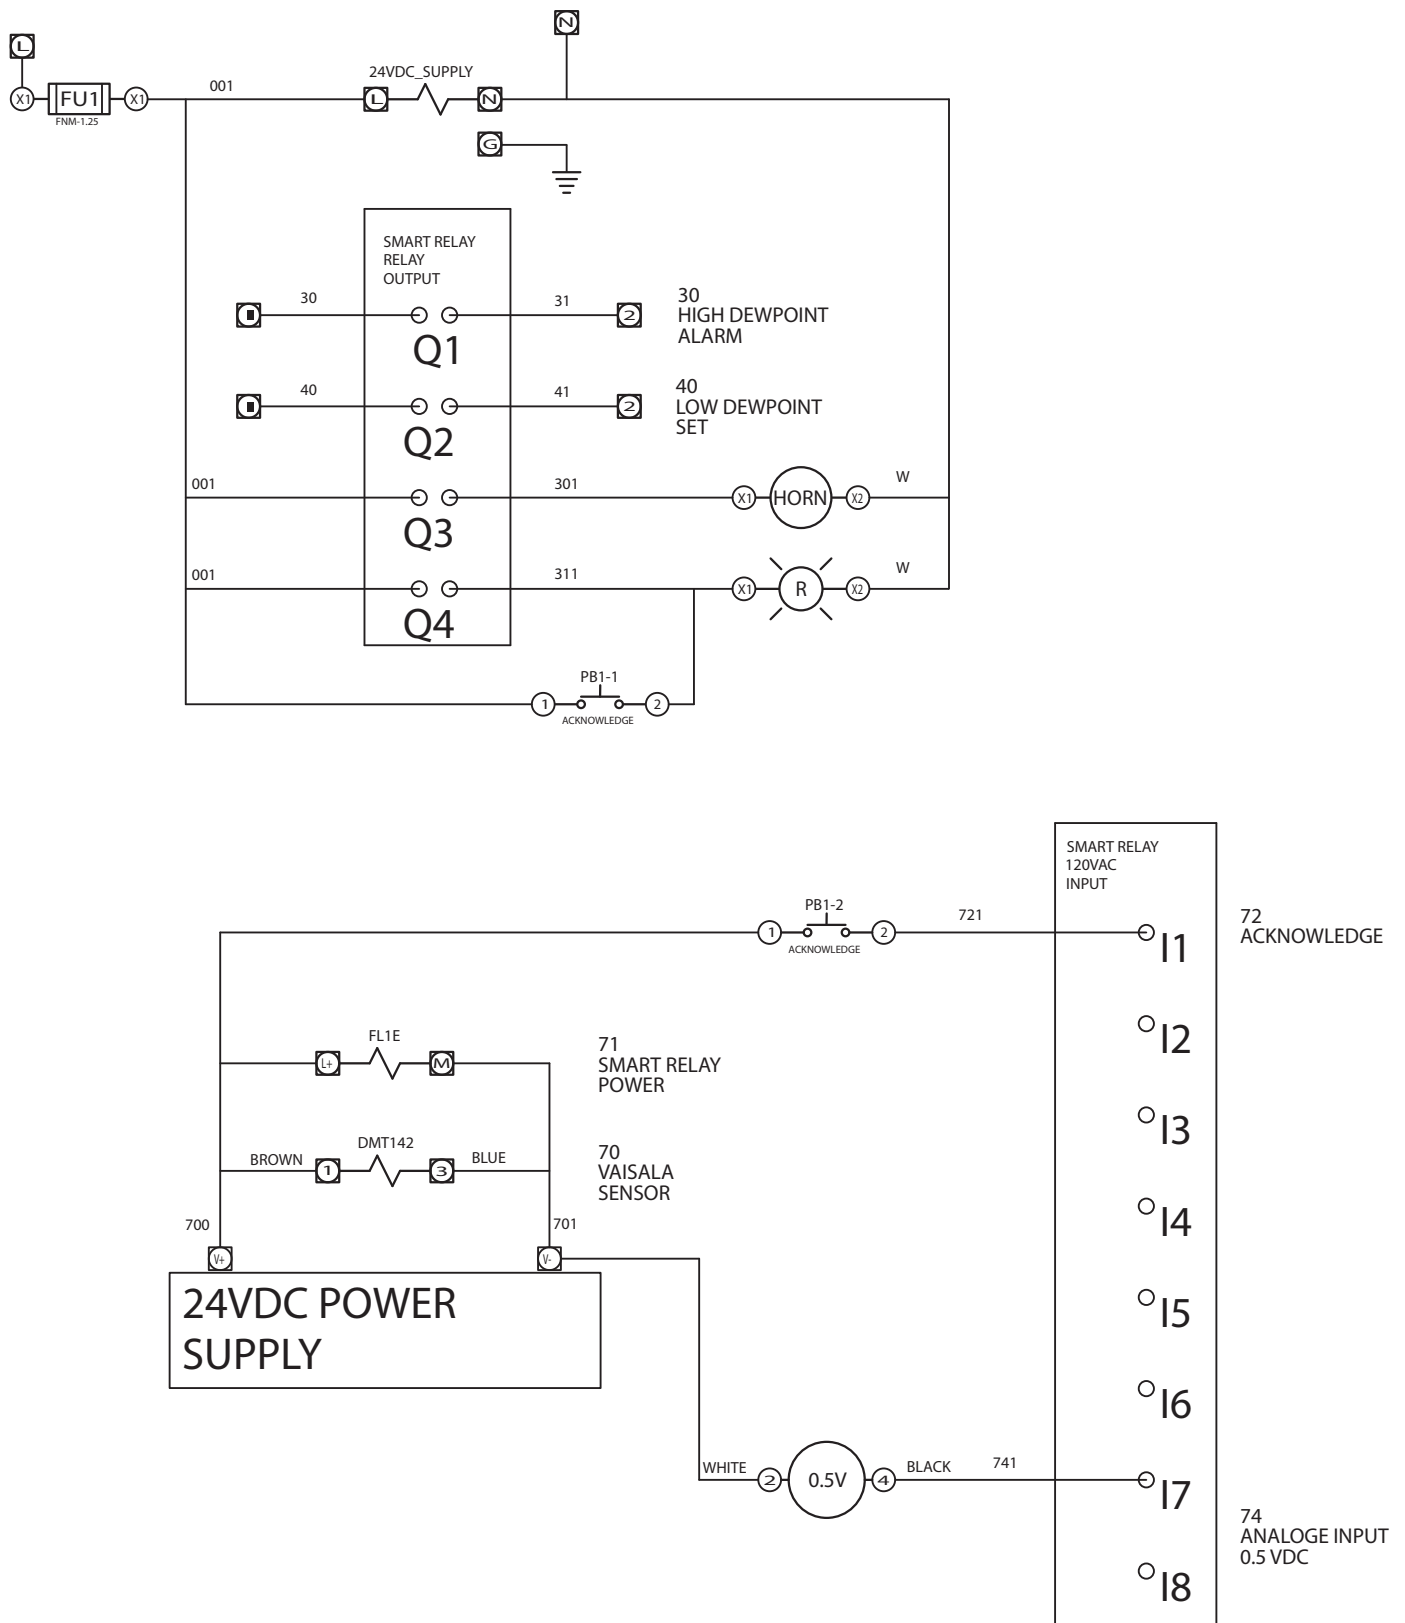 N
L
24VDC_SUPPLY
001
X1 FU1 X1
L N
FNM-1.25
G
SMART RELAY
RELAY
OUTPUT
30
31
2
30
HIGH DEWPOINT
ALARM
Q1
40
41
2
40
LOW DEWPOINT
SET
Q2
001
301
X1 HORN X2
W
Q3
001
311
X1 R X2
W
Q4
PB1-1
1 2
ACKNOWLEDGE
SMART RELAY
120VAC
INPUT
PB1-2
1 2
721
ACKNOWLEDGE
I1
72
ACKNOWLEDGE
I2
FL1E
L+ M
71
SMART RELAY
POWER
I3
DMT142
BROWN 1 3 BLUE
70
VAISALA
SENSOR
I4
700
701
V+ V-
24VDC POWER
SUPPLY
I5
I6
WHITE 2 0.5V 4 BLACK 741
I7
74
ANALOGE INPUT
0.5 VDC
I8